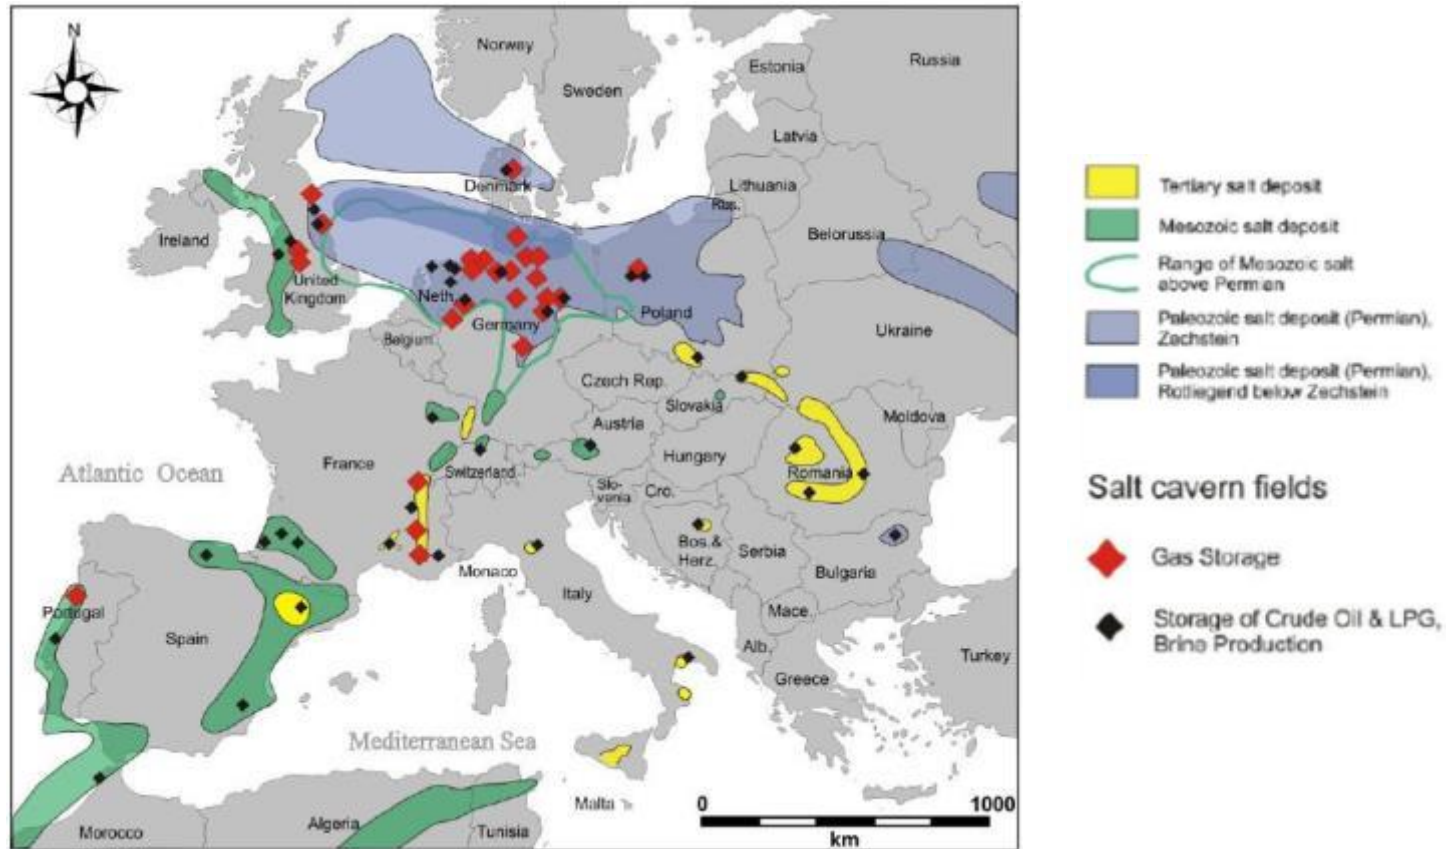 N
Norway
Sweden
Estonia
Russia
Latvia
Lithuania
Rus.
Denmark
Belorussia
Ireland
United
Kingdom
Neth.
Germany
Poland
Belgium
Ukraine
Czech Rep.
Slovakia
Moldova
Austria
France
Switzerland
Hungary
Romania
Atlantic Ocean
Slo-
venia
Cro.
Bos.&
Herz.
Serbia
Bulgaria
Monaco
Italy
Portugal
Spain
Mace.
Alb.
Greece
Turkey
Mediterranean Sea
Malta
Morocco
Algeria
Tunisia
0 1000
km
Tertiary salt deposit
Mesozoic salt deposit
Range of Mesozoic salt
above Permian
Paleozoic salt deposit (Permian),
Zechstein
Paleozoic salt deposit (Permian),
Rotliegend below Zechstein
Salt cavern fields
Gas Storage
Storage of Crude Oil & LPG,
Brine Production